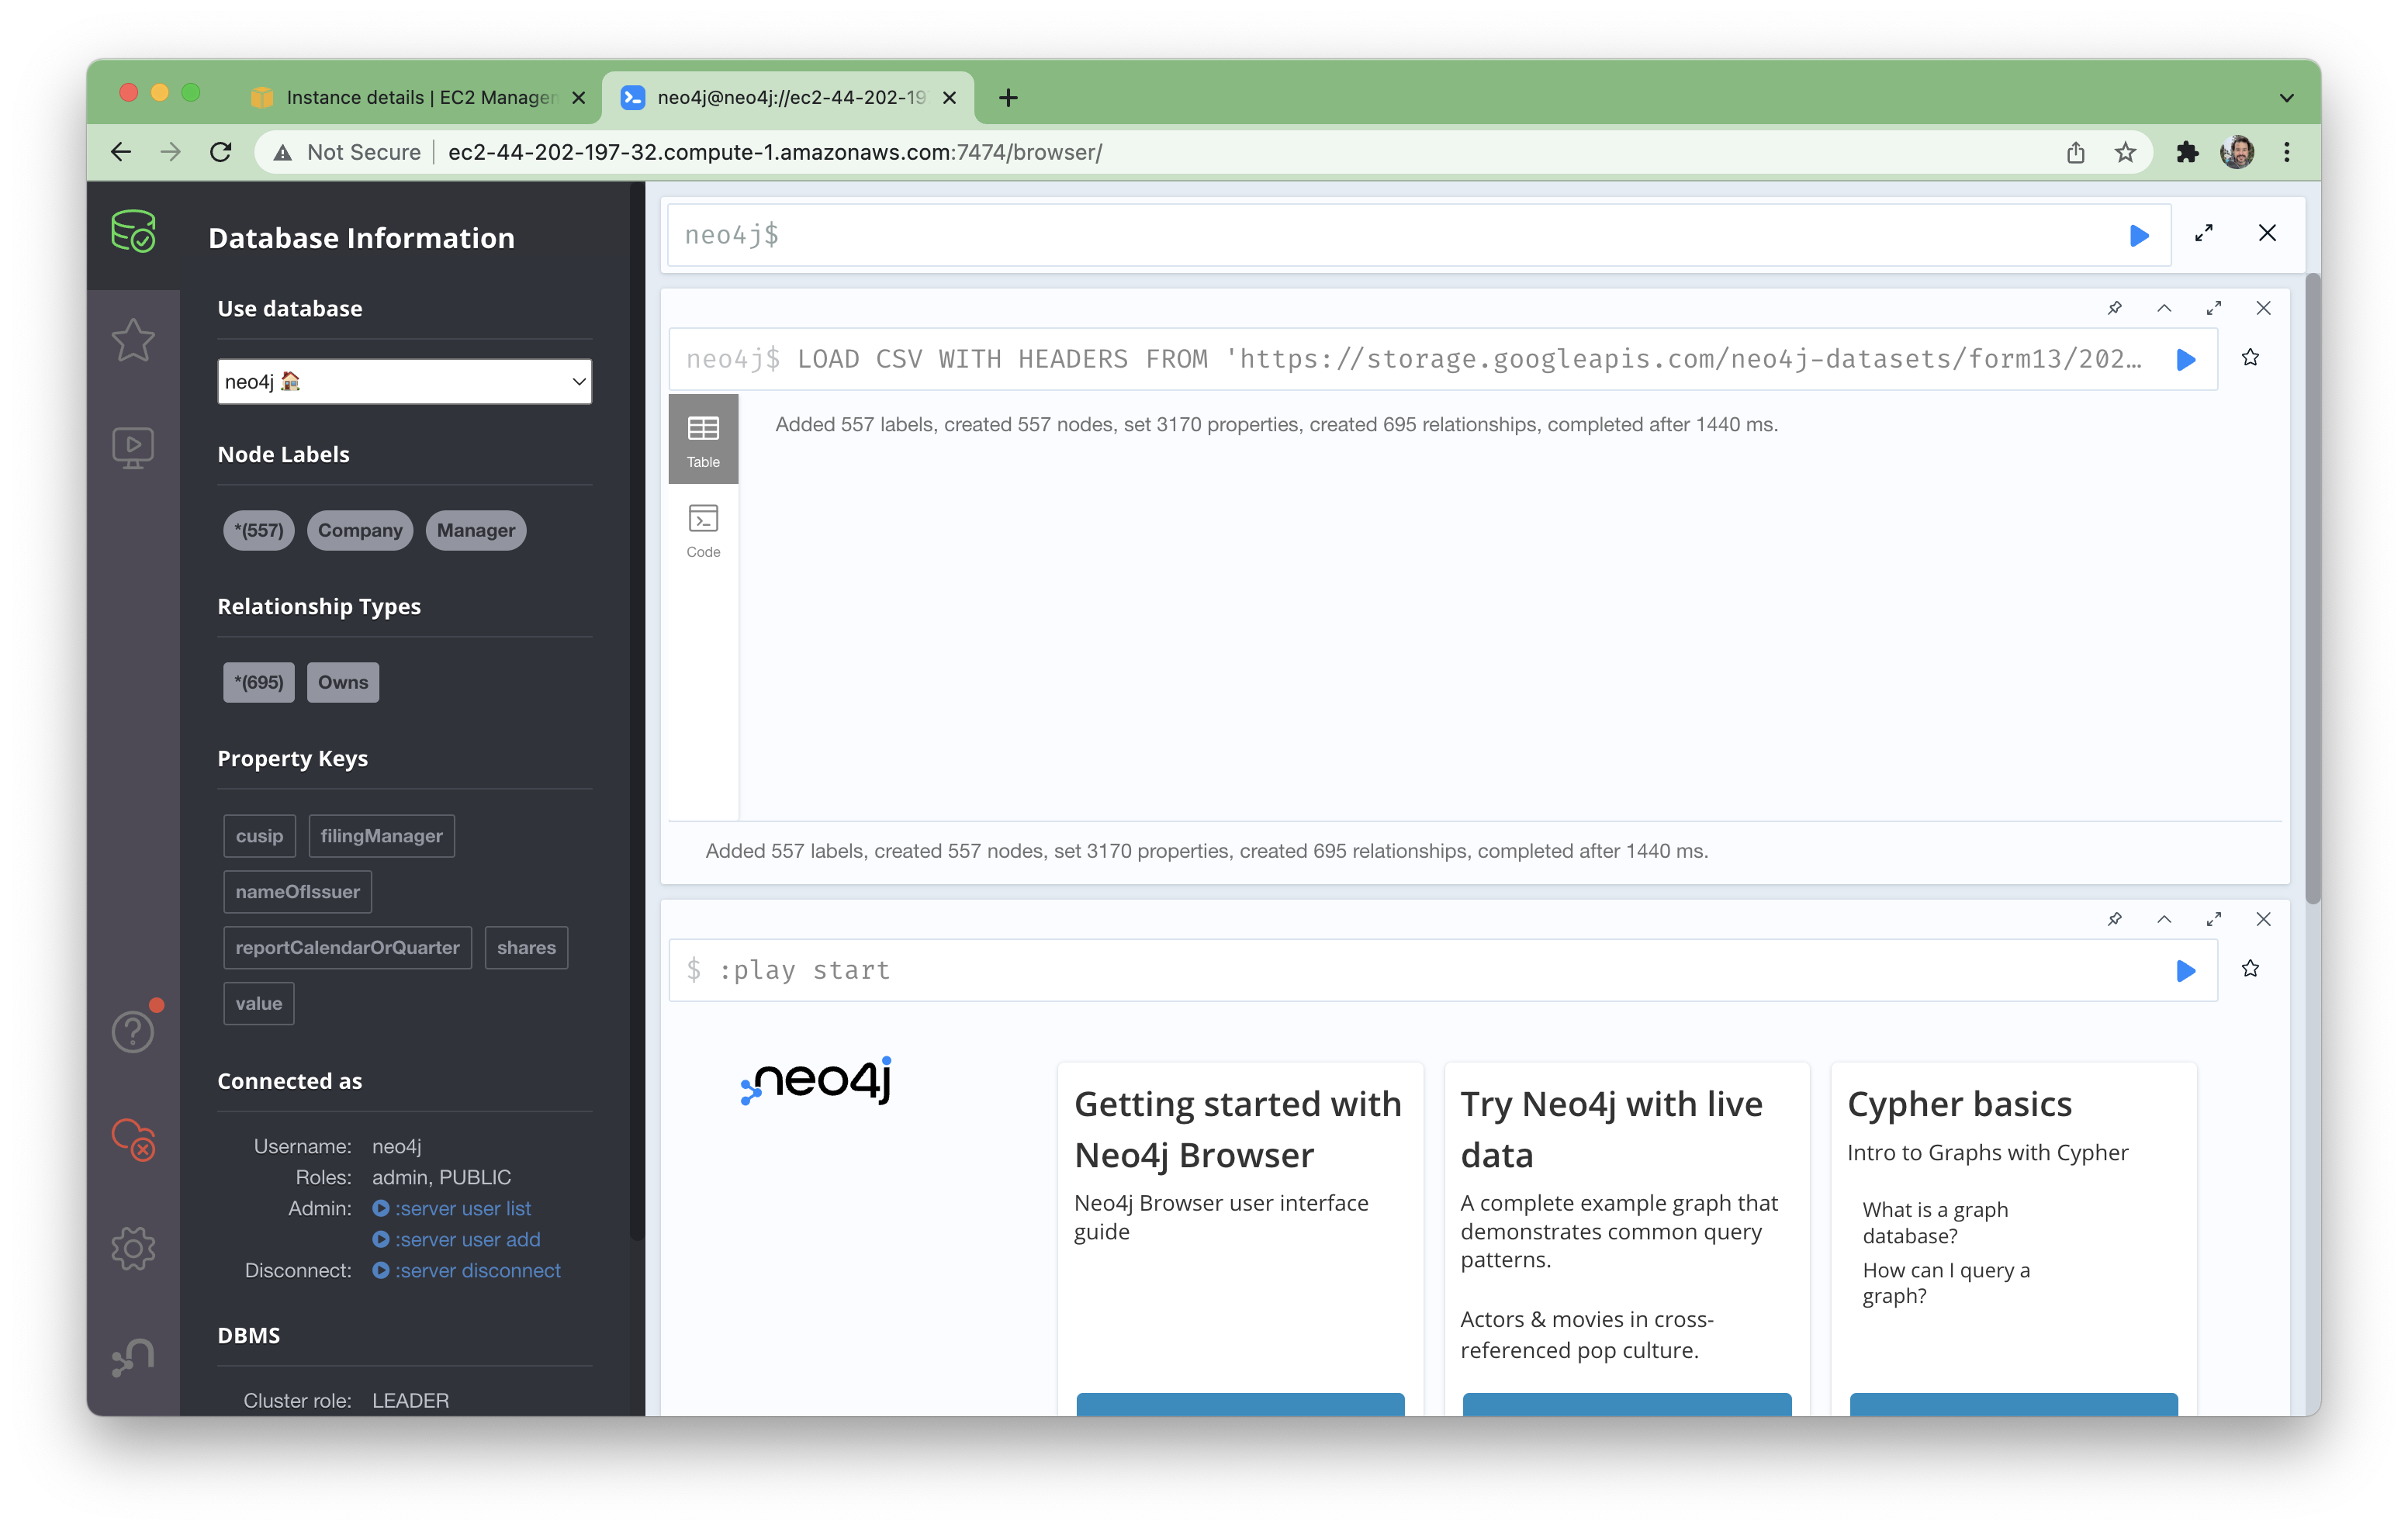 Instance details | EC2 Manager
neo4j@neo4j://ec2-44-202-197
Not Secure
ec2-44-202-197-32.compute-1.amazonaws.com:7474/browser/
Database Information
Use database
neo4j
Node Labels
*(557) Company Manager
Relationship Types
*(695) Owns
Property Keys
cusip filingManager
nameOfIssuer
reportCalendarOrQuarter shares
value
Connected as
Username: neo4j
Roles: admin, PUBLIC
Admin: :server user list
:server user add
Disconnect: :server disconnect
DBMS
Cluster role: LEADER
neo4j$
neo4j$ LOAD CSV WITH HEADERS FROM 'https://storage.googleapis.com/neo4j-datasets/form13/202…
Table
Code
Added 557 labels, created 557 nodes, set 3170 properties, created 695 relationships, completed after 1440 ms.
Added 557 labels, created 557 nodes, set 3170 properties, created 695 relationships, completed after 1440 ms.
$ :play start
neo4j
Getting started with
Neo4j Browser
Neo4j Browser user interface
guide
Try Neo4j with live
data
A complete example graph that
demonstrates common query
patterns.
Actors & movies in cross-
referenced pop culture.
Cypher basics
Intro to Graphs with Cypher
What is a graph
database?
How can I query a
graph?